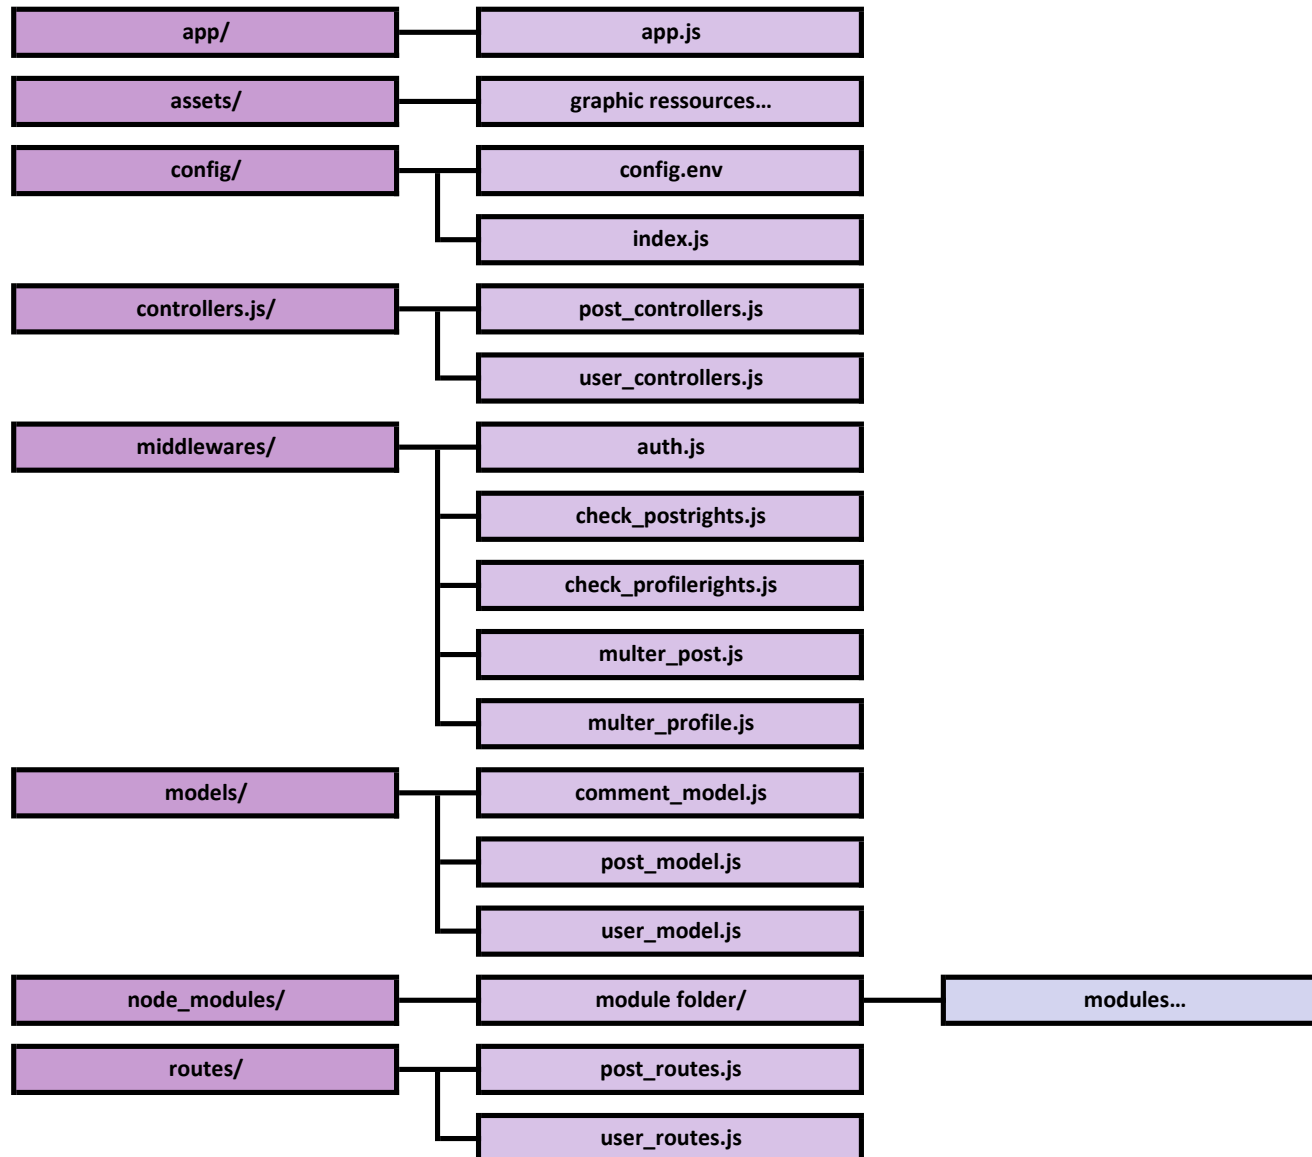 app/
app.js
assets/
graphic ressources…
config/
config.env
index.js
controllers.js/
post_controllers.js
user_controllers.js
middlewares/
auth.js
check_postrights.js
check_profilerights.js
multer_post.js
multer_profile.js
models/
comment_model.js
post_model.js
user_model.js
node_modules/
module folder/
modules…
routes/
post_routes.js
user_routes.js